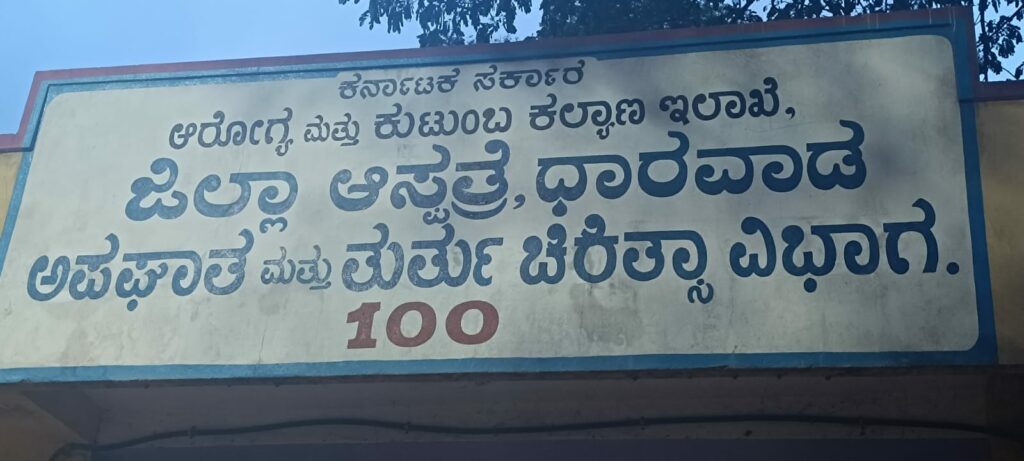 ಕರ್ನಾಟಕ ಸರ್ಕಾರ
ಆರೋಗ್ಯ ಮತ್ತು ಕುಟುಂಬ ಕಲ್ಯಾಣ ಇಲಾಖೆ,
ಜಿಲ್ಲಾ ಆಸ್ಪತ್ರೆ, ಧಾರವಾಡ
ಅಪಘಾತ ಮತ್ತು ತುರ್ತು ಚಿಕಿತ್ಸಾ ವಿಭಾಗ.
100